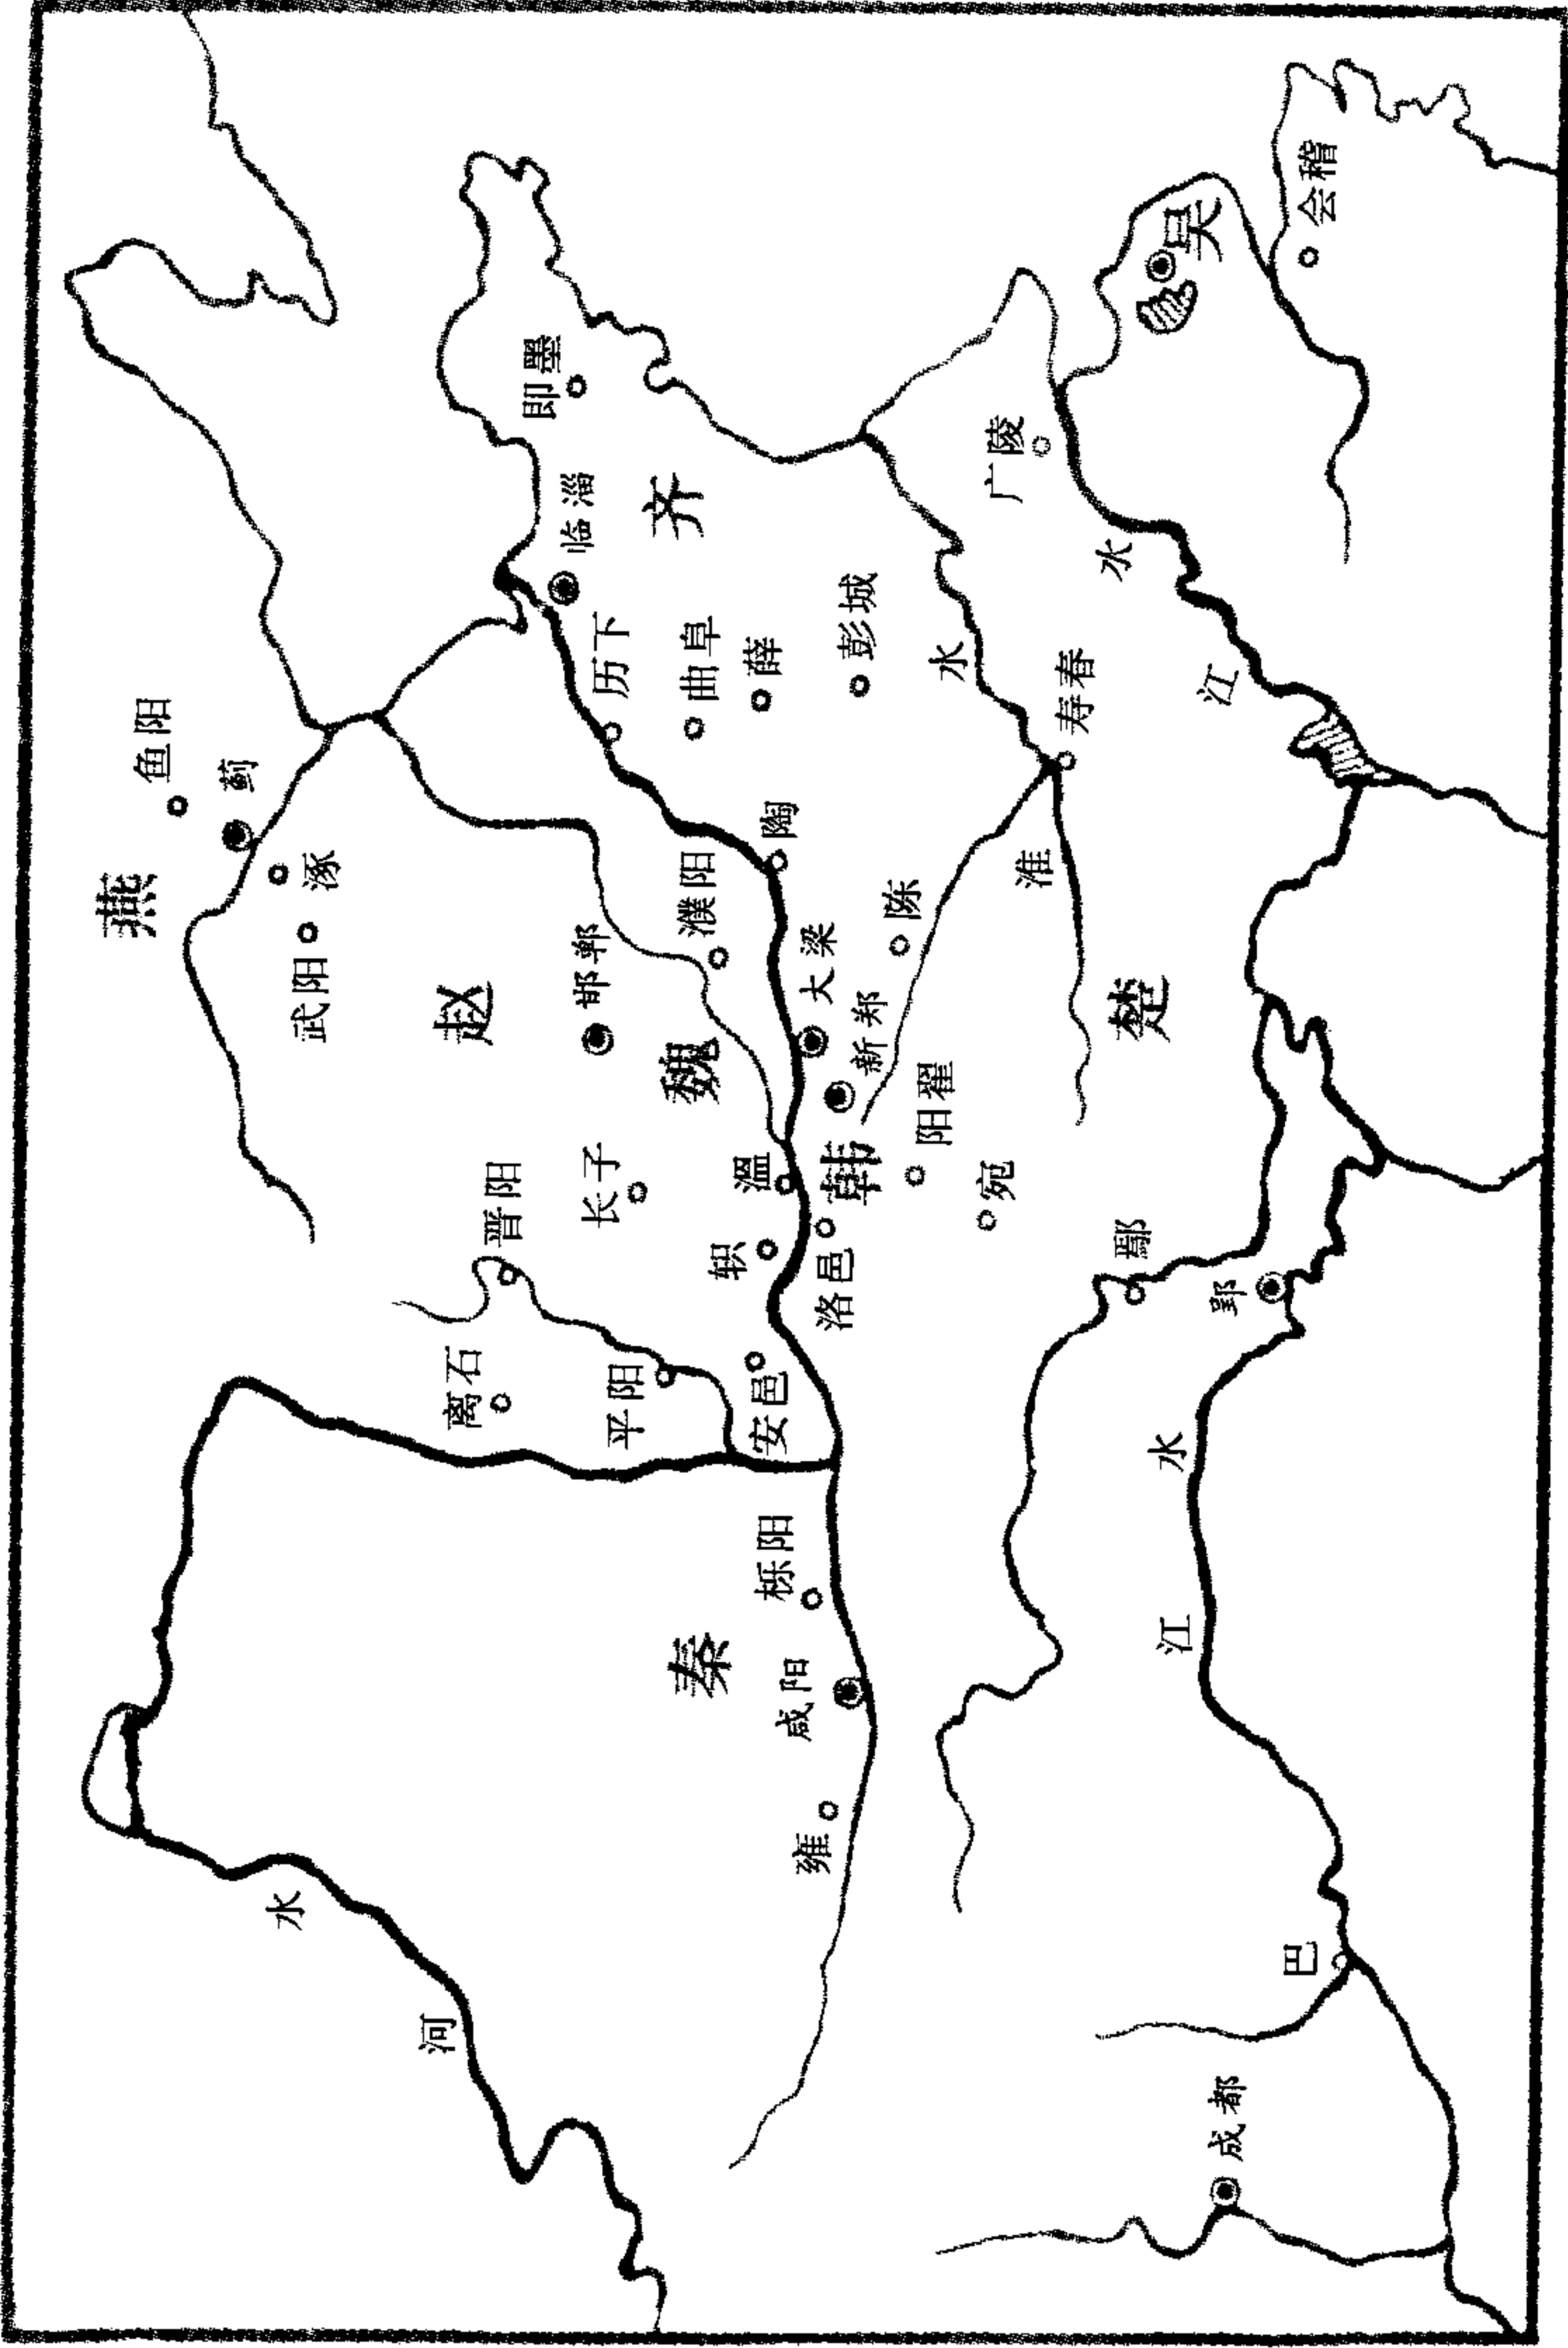 燕
鱼阳
蓟
涿
武阳
赵
邯郸
魏
濮阳
晋阳
长子
离石
平阳
轵
温
安邑
韩
洛邑
新郑
大梁
阳翟
陈
陶
宛
即墨
临淄
齐
历下
曲阜
薛
彭城
广陵
寿春
淮
水
楚
吴
会稽
江
水
鄢
郢
江
水
秦
栎阳
咸阳
雍
河
水
巴
成都